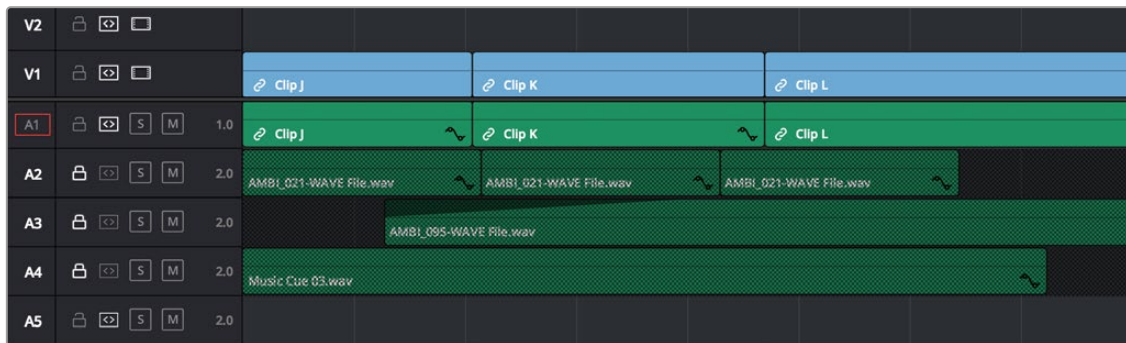 V2
V1
Clip J Clip K Clip L
A1 S M 1.0
Clip J Clip K Clip L
A2 S M 2.0
AMBI_021-WAVE File.wav AMBI_021-WAVE File.wav AMBI_021-WAVE File.wav
A3 S M 2.0
AMBI_095-WAVE File.wav
A4 S M 2.0
Music Cue 03.wav
A5 S M 2.0